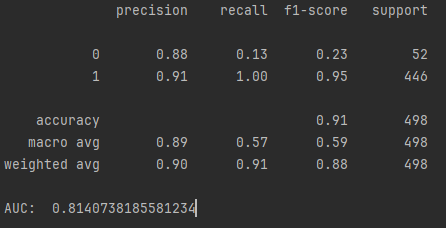 precision recall f1-score support
0 0.88 0.13 0.23 52
1 0.91 1.00 0.95 446
accuracy 0.91 498
macro avg 0.89 0.57 0.59 498
weighted avg 0.90 0.91 0.88 498
AUC: 0.8140738185581234